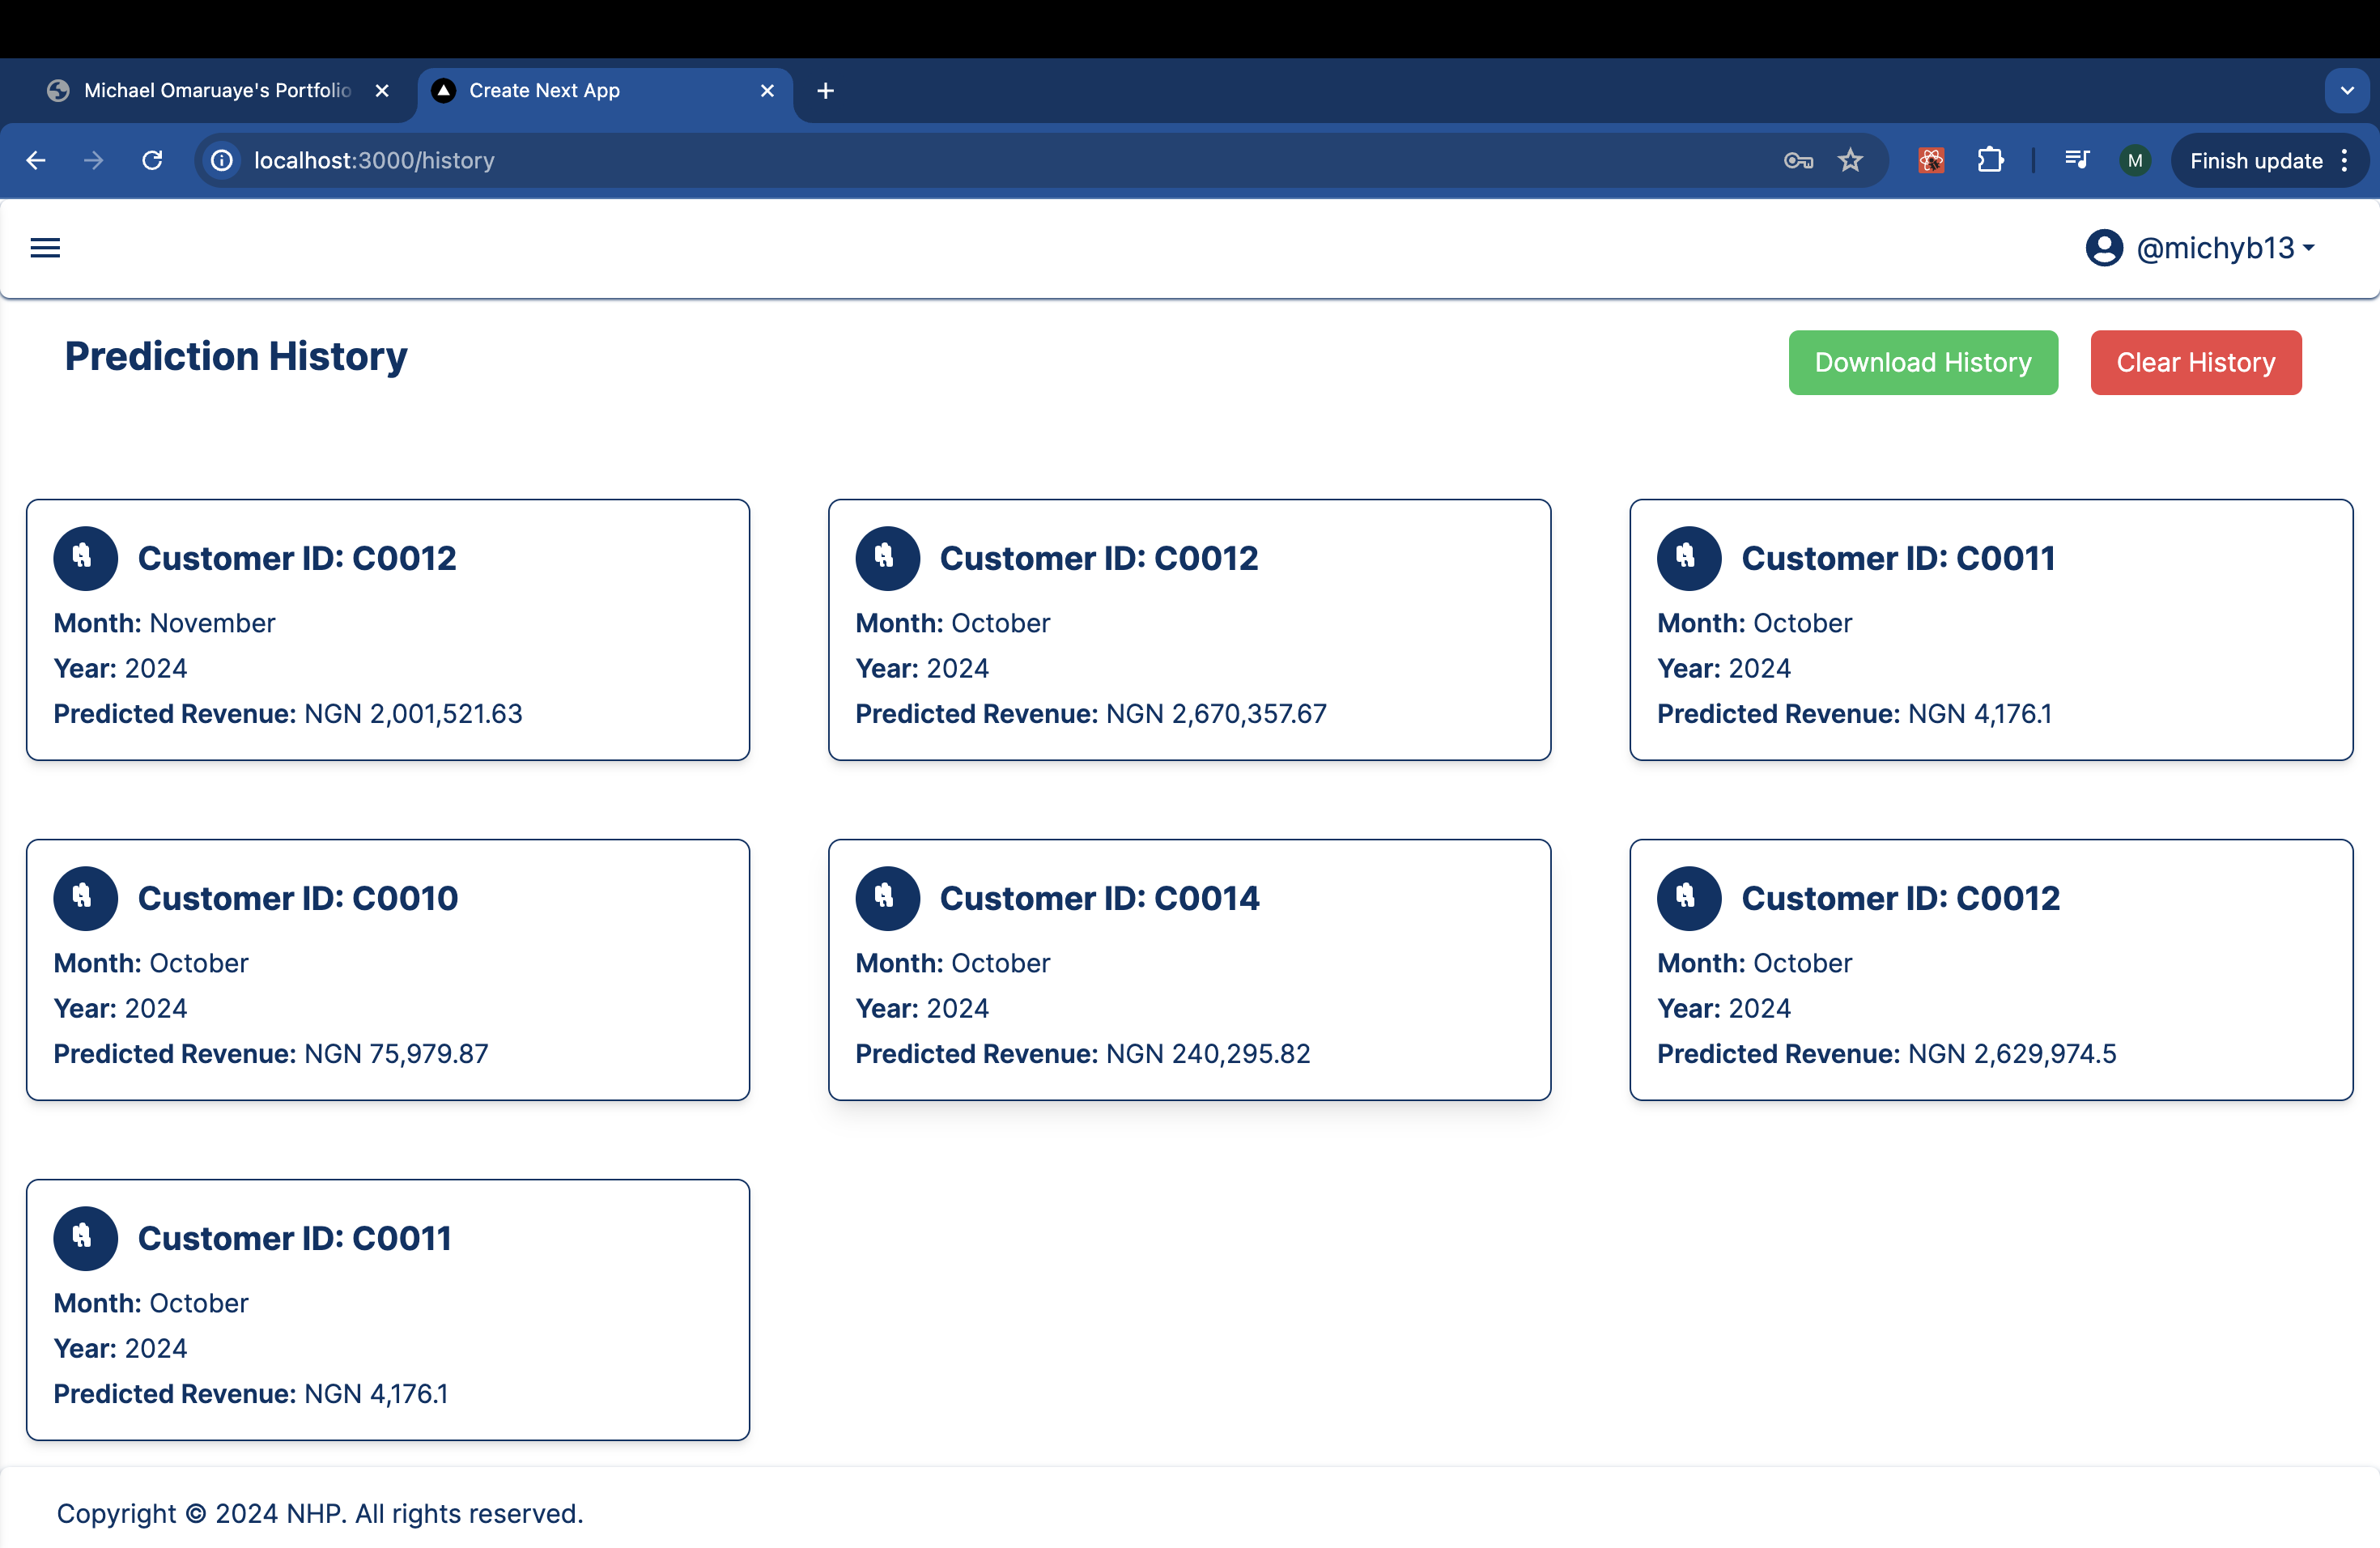 Michael Omaruaye's Portfolio
Create Next App
localhost:3000/history
M
Finish update
@michyb13
Prediction History
Download History
Clear History
Customer ID: C0012
Month: November
Year: 2024
Predicted Revenue: NGN 2,001,521.63
Customer ID: C0012
Month: October
Year: 2024
Predicted Revenue: NGN 2,670,357.67
Customer ID: C0011
Month: October
Year: 2024
Predicted Revenue: NGN 4,176.1
Customer ID: C0010
Month: October
Year: 2024
Predicted Revenue: NGN 75,979.87
Customer ID: C0014
Month: October
Year: 2024
Predicted Revenue: NGN 240,295.82
Customer ID: C0012
Month: October
Year: 2024
Predicted Revenue: NGN 2,629,974.5
Customer ID: C0011
Month: October
Year: 2024
Predicted Revenue: NGN 4,176.1
Copyright © 2024 NHP. All rights reserved.